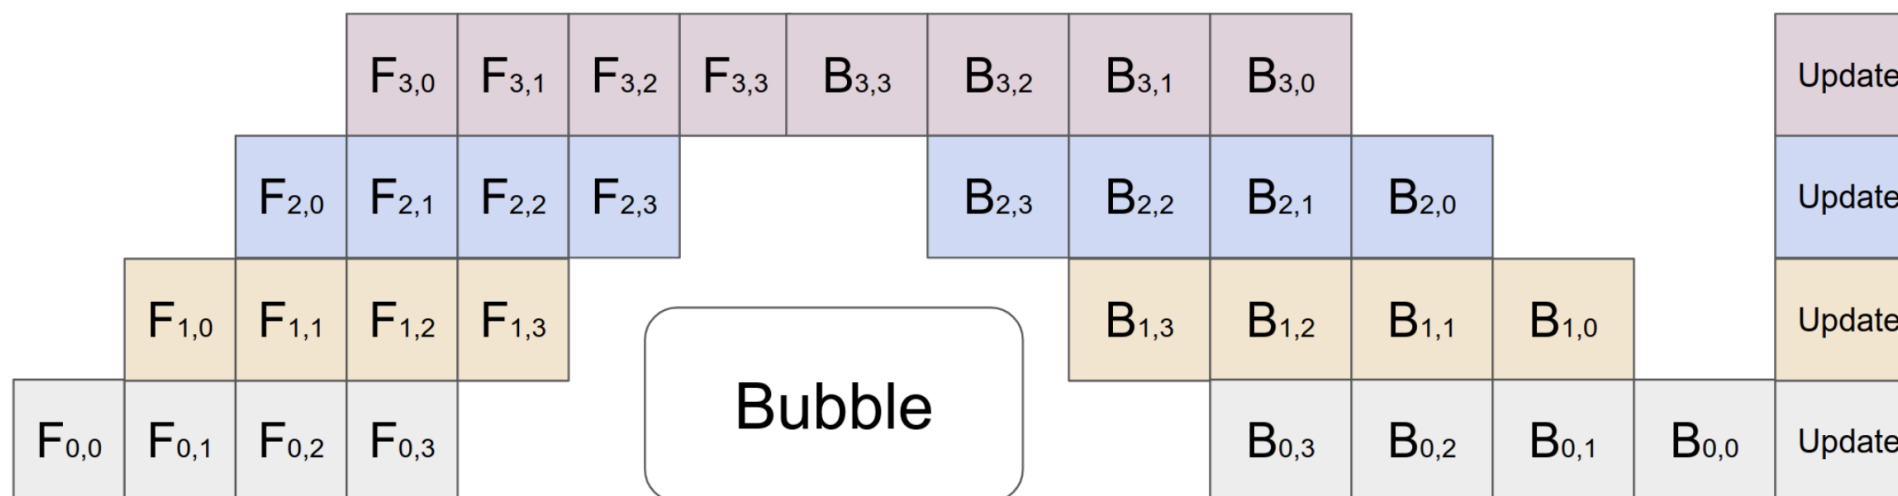 F3,0 F3,1 F3,2 F3,3 B3,3 B3,2 B3,1 B3,0 Update
F2,0 F2,1 F2,2 F2,3 B2,3 B2,2 B2,1 B2,0 Update
F1,0 F1,1 F1,2 F1,3 B1,3 B1,2 B1,1 B1,0 Update
Bubble
F0,0 F0,1 F0,2 F0,3 B0,3 B0,2 B0,1 B0,0 Update